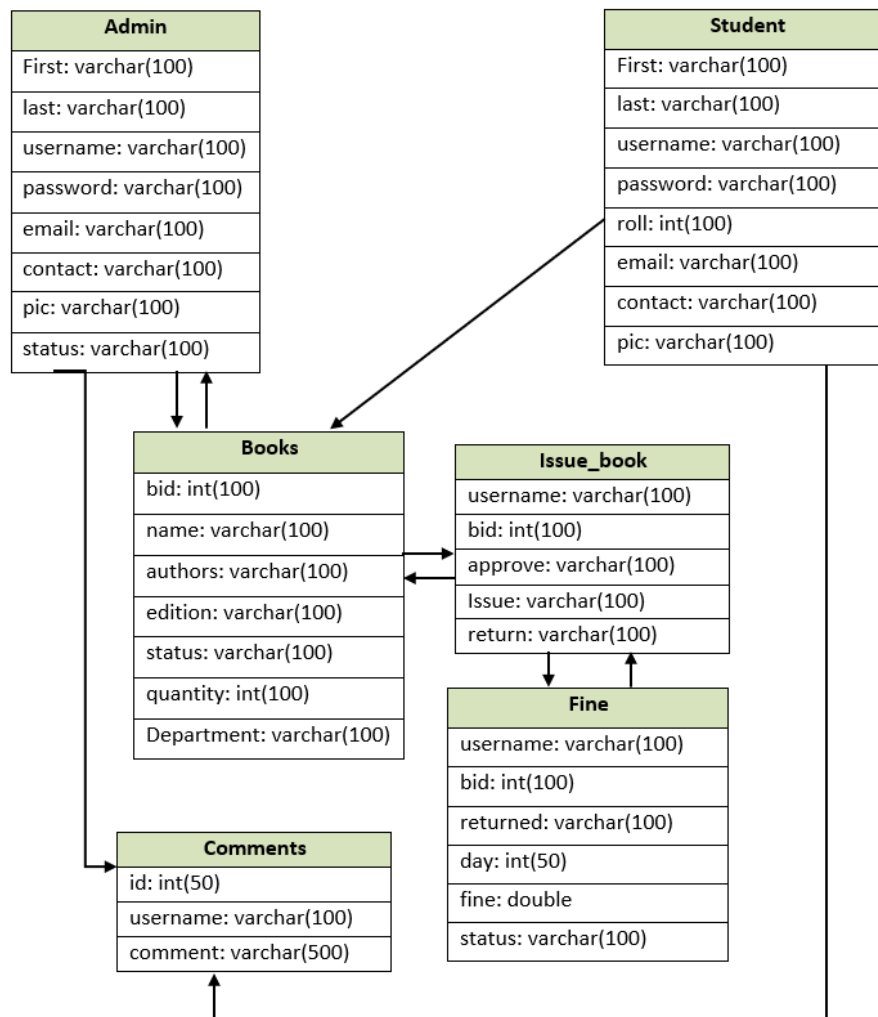 Admin
First: varchar(100)
last: varchar(100)
username: varchar(100)
password: varchar(100)
email: varchar(100)
contact: varchar(100)
pic: varchar(100)
status: varchar(100)
Student
First: varchar(100)
last: varchar(100)
username: varchar(100)
password: varchar(100)
roll: int(100)
email: varchar(100)
contact: varchar(100)
pic: varchar(100)
Books
bid: int(100)
name: varchar(100)
authors: varchar(100)
edition: varchar(100)
status: varchar(100)
quantity: int(100)
Department: varchar(100)
Issue_book
username: varchar(100)
bid: int(100)
approve: varchar(100)
Issue: varchar(100)
return: varchar(100)
Fine
username: varchar(100)
bid: int(100)
returned: varchar(100)
day: int(50)
fine: double
status: varchar(100)
Comments
id: int(50)
username: varchar(100)
comment: varchar(500)